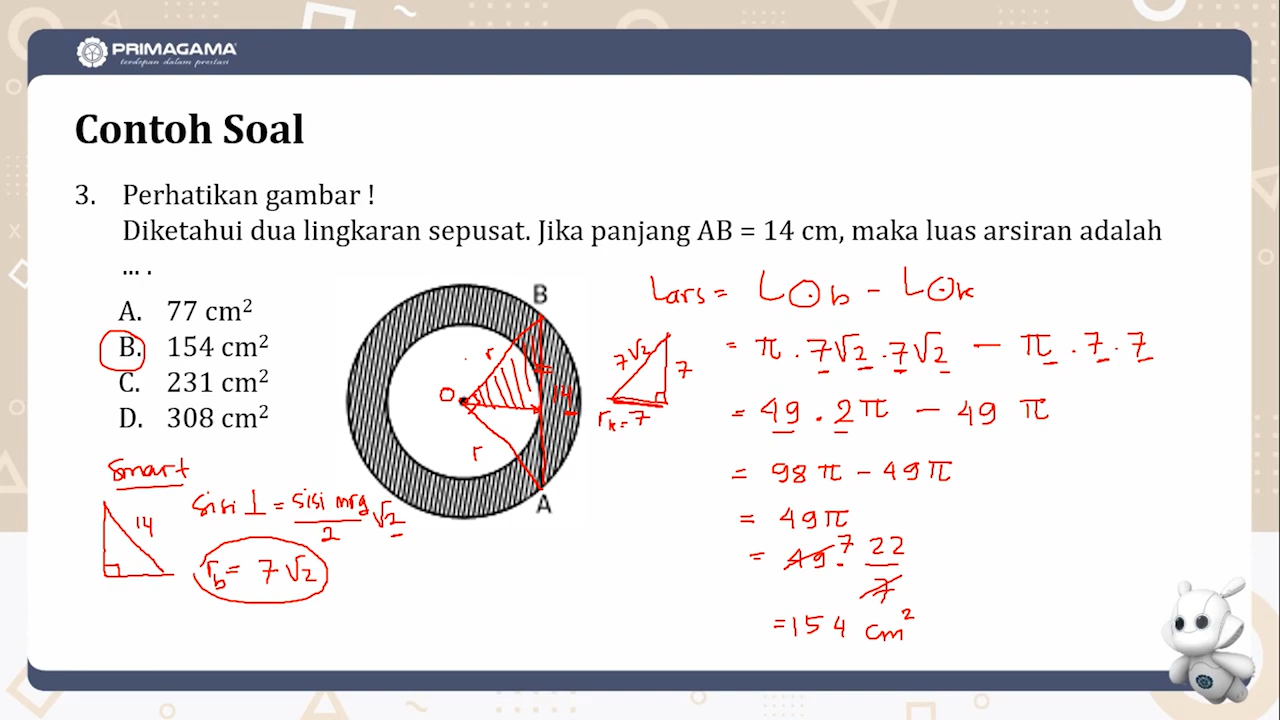 PRIMAGAMA
terdepan dalam prestasi
Contoh Soal
3. Perhatikan gambar !
Diketahui dua lingkaran sepusat. Jika panjang AB = 14 cm, maka luas arsiran adalah
... .
A. 77 cm²
B. 154 cm²
C. 231 cm²
D. 308 cm²
B
O
r
r
14
A
7√2
7
rk = 7
smart
14
sisi ⊥ = sisi mrg/2 √2
rb = 7√2
Lars = L⊙b - L⊙k
= π . 7√2 . 7√2 - π . 7 . 7
= 49 . 2π - 49 π
= 98 π - 49 π
= 49 π
= 49 . 7 22/7
= 154 cm²